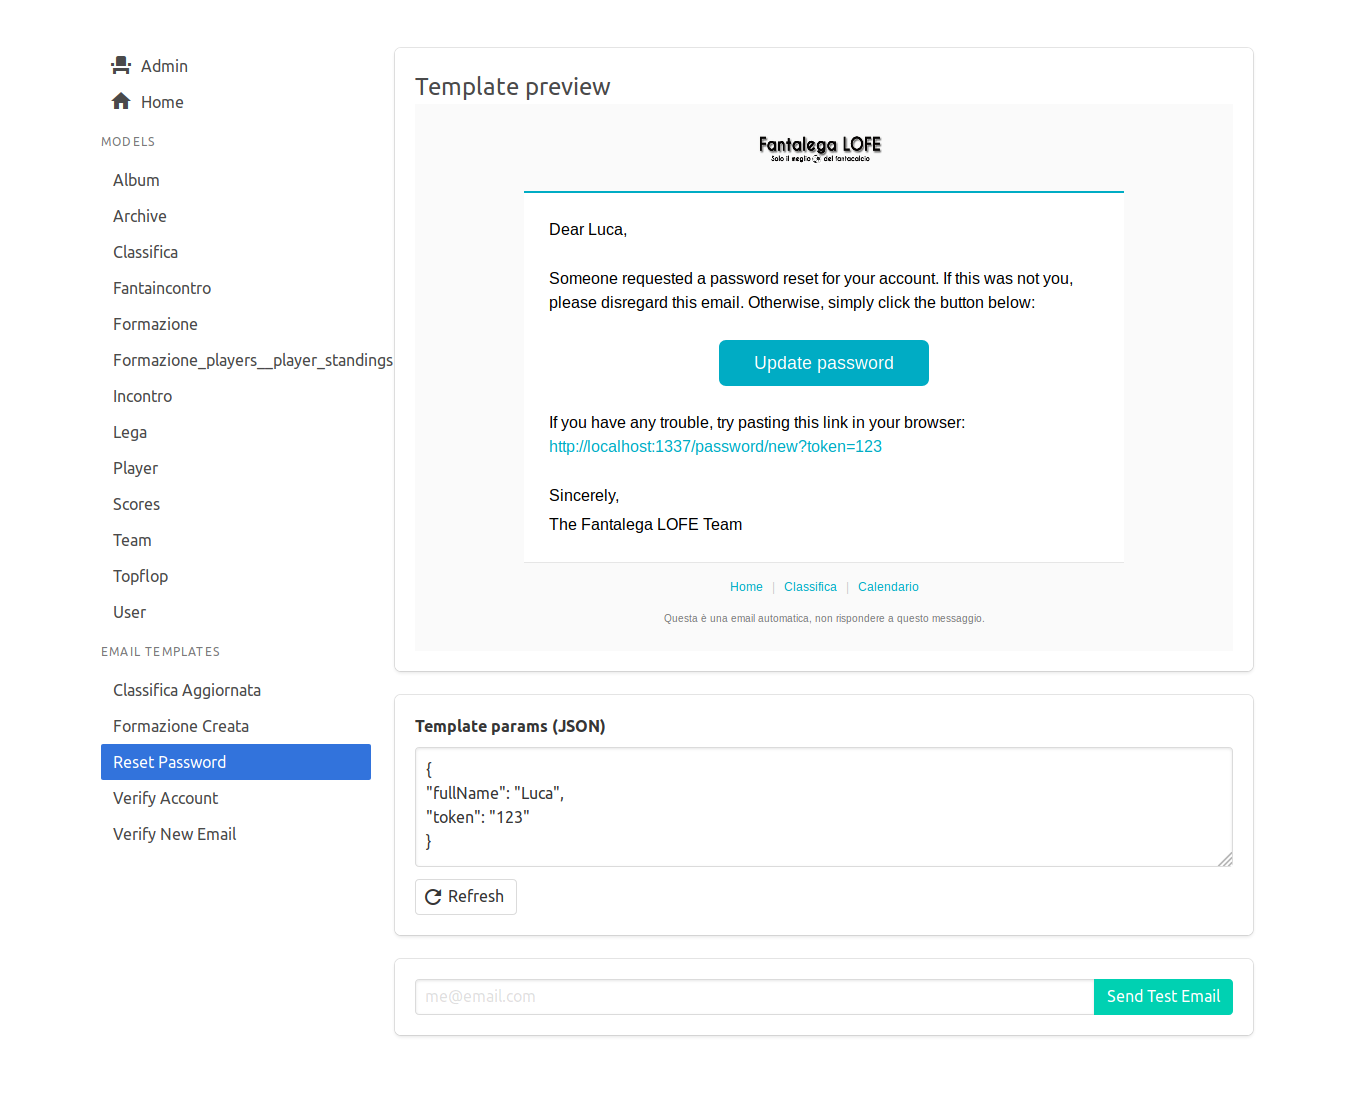 Admin
Home
MODELS
Album
Archive
Classifica
Fantaincontro
Formazione
Formazione_players__player_standings
Incontro
Lega
Player
Scores
Team
Topflop
User
EMAIL TEMPLATES
Classifica Aggiornata
Formazione Creata
Reset Password
Verify Account
Verify New Email
Template preview
Fantalega LOFE
Solo il meglio del fantacalcio
Dear Luca,
Someone requested a password reset for your account. If this was not you,
please disregard this email. Otherwise, simply click the button below:
Update password
If you have any trouble, try pasting this link in your browser:
http://localhost:1337/password/new?token=123
Sincerely,
The Fantalega LOFE Team
Home | Classifica | Calendario
Questa è una email automatica, non rispondere a questo messaggio.
Template params (JSON)
{
"fullName": "Luca",
"token": "123"
}
Refresh
me@email.com
Send Test Email